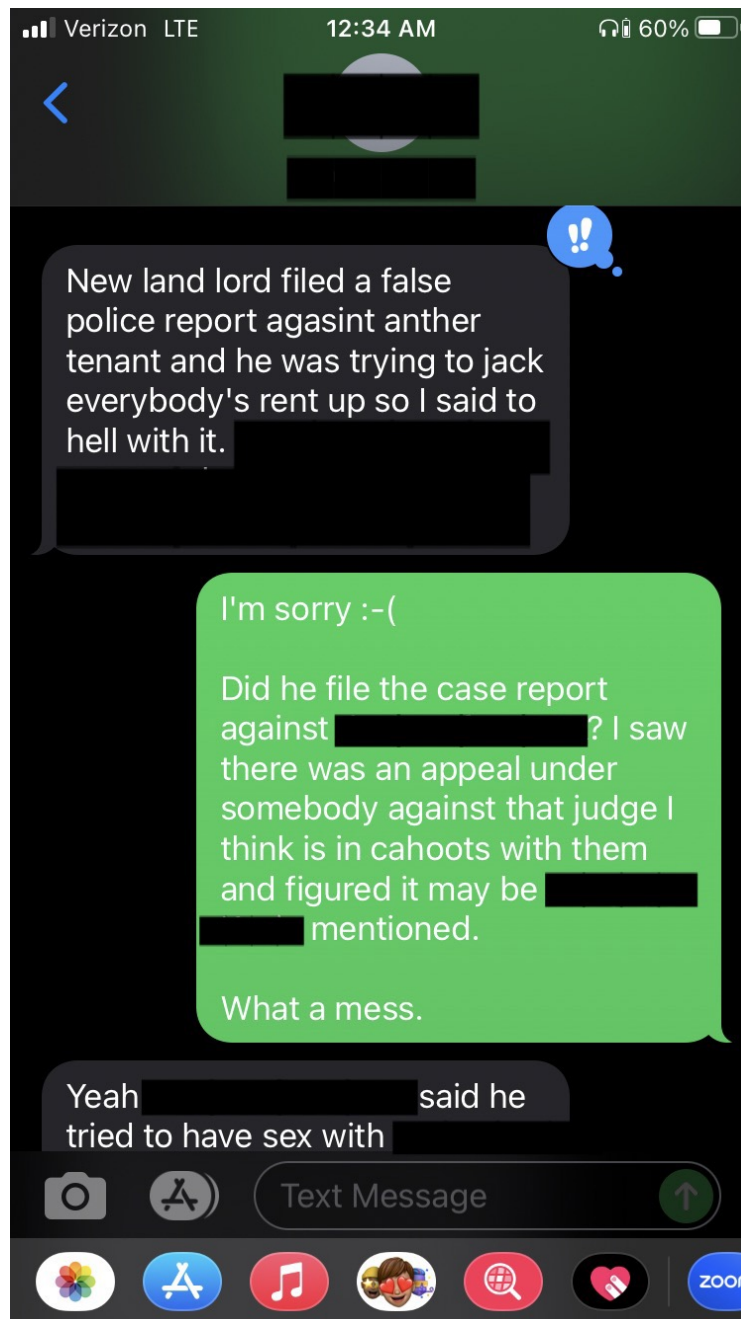 Verizon LTE 12:34 AM 60%
New land lord filed a false
police report agasint anther
tenant and he was trying to jack
everybody's rent up so I said to
hell with it.
I'm sorry :-(
Did he file the case report
against ? I saw
there was an appeal under
somebody against that judge I
think is in cahoots with them
and figured it may be
mentioned.
What a mess.
Yeah said he
tried to have sex with
Text Message
zoom